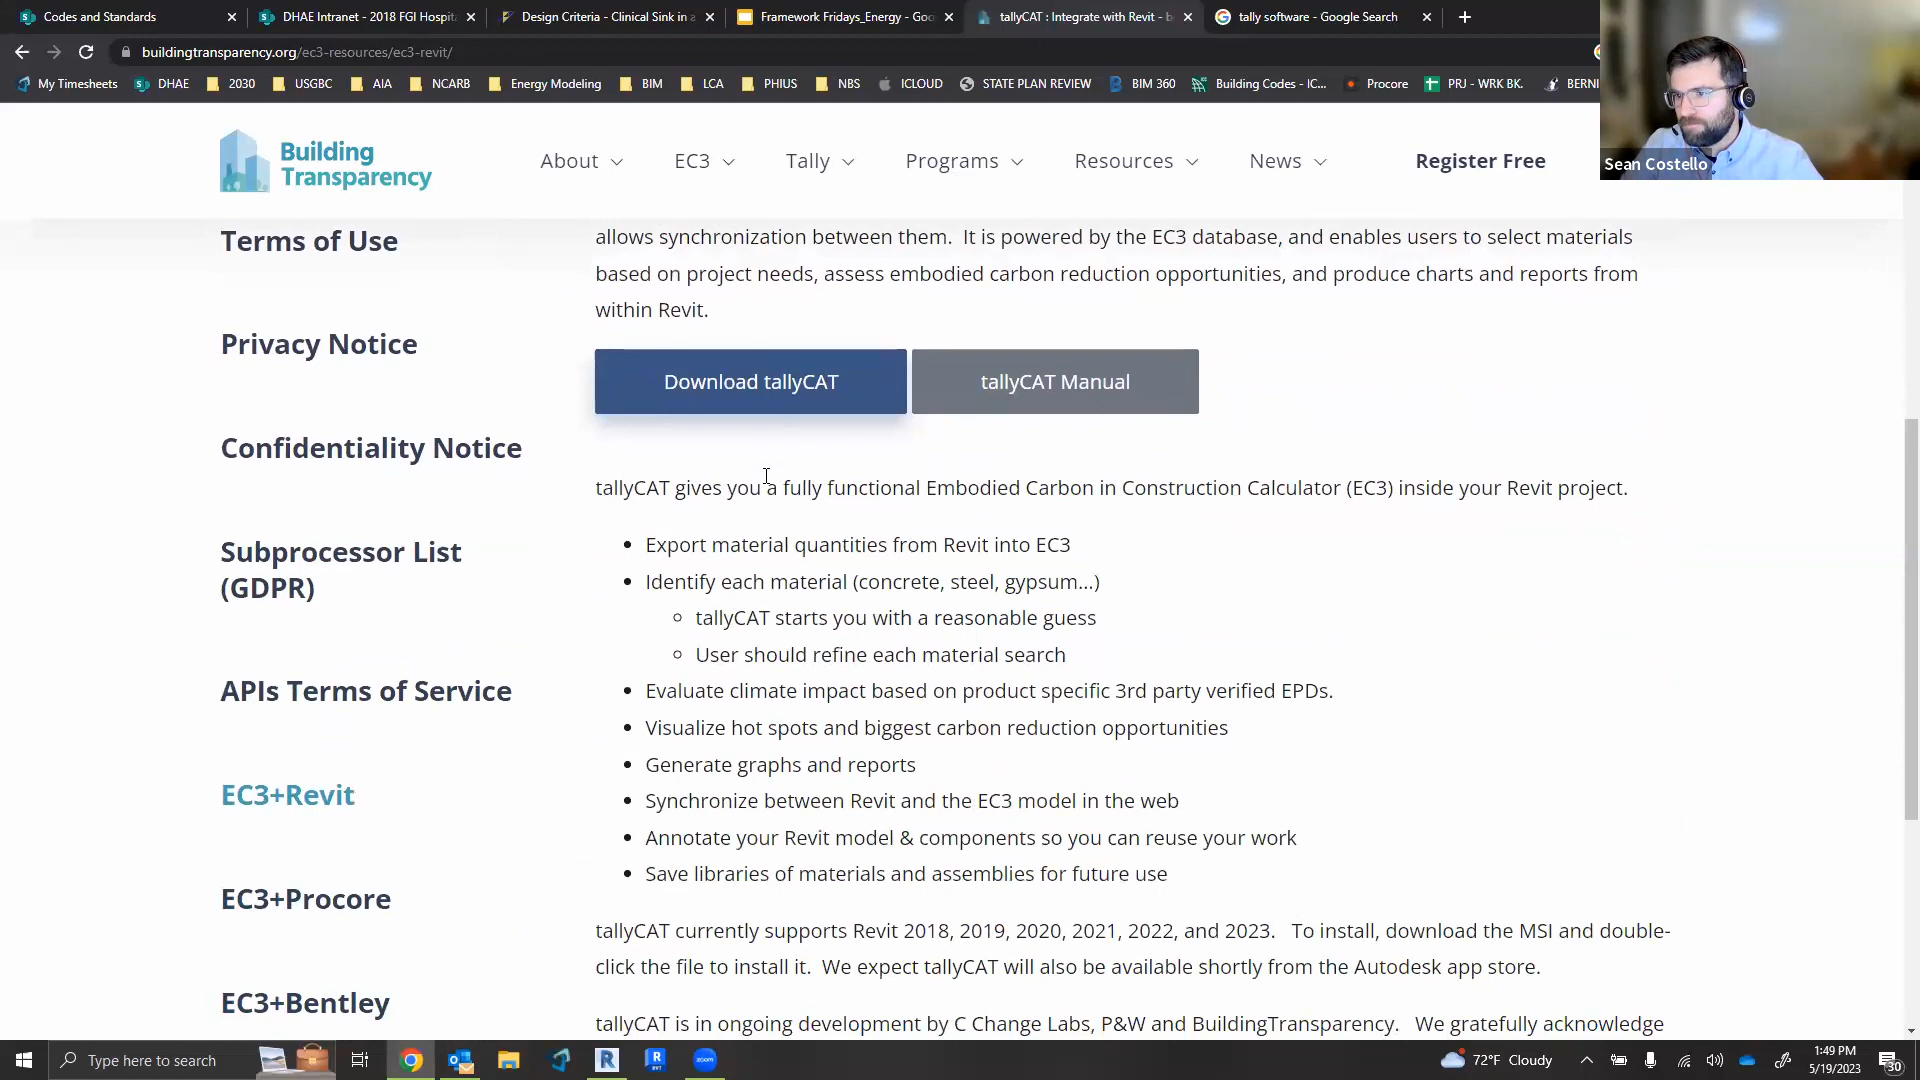 Codes and Standards
DHAE Intranet - 2018 FGI Hospit
Design Criteria - Clinical Sink in a
Framework Fridays_Energy - Goo
tallyCAT : Integrate with Revit - b
tally software - Google Search
buildingtransparency.org/ec3-resources/ec3-revit/
My Timesheets
DHAE
2030
USGBC
AIA
NCARB
Energy Modeling
BIM
LCA
PHIUS
NBS
ICLOUD
STATE PLAN REVIEW
BIM 360
Building Codes - IC...
Procore
PRJ - WRK BK.
BERNI
Sean Costello
Building
Transparency
About
EC3
Tally
Programs
Resources
News
Register Free
Terms of Use
Privacy Notice
Confidentiality Notice
Subprocessor List
(GDPR)
APIs Terms of Service
EC3+Revit
EC3+Procore
EC3+Bentley
allows synchronization between them. It is powered by the EC3 database, and enables users to select materials
based on project needs, assess embodied carbon reduction opportunities, and produce charts and reports from
within Revit.
Download tallyCAT
tallyCAT Manual
tallyCAT gives you a fully functional Embodied Carbon in Construction Calculator (EC3) inside your Revit project.
• Export material quantities from Revit into EC3
• Identify each material (concrete, steel, gypsum...)
◦ tallyCAT starts you with a reasonable guess
◦ User should refine each material search
• Evaluate climate impact based on product specific 3rd party verified EPDs.
• Visualize hot spots and biggest carbon reduction opportunities
• Generate graphs and reports
• Synchronize between Revit and the EC3 model in the web
• Annotate your Revit model & components so you can reuse your work
• Save libraries of materials and assemblies for future use
tallyCAT currently supports Revit 2018, 2019, 2020, 2021, 2022, and 2023. To install, download the MSI and double-
click the file to install it. We expect tallyCAT will also be available shortly from the Autodesk app store.
tallyCAT is in ongoing development by C Change Labs, P&W and BuildingTransparency. We gratefully acknowledge
Type here to search
72°F Cloudy
1:49 PM
5/19/2023
30